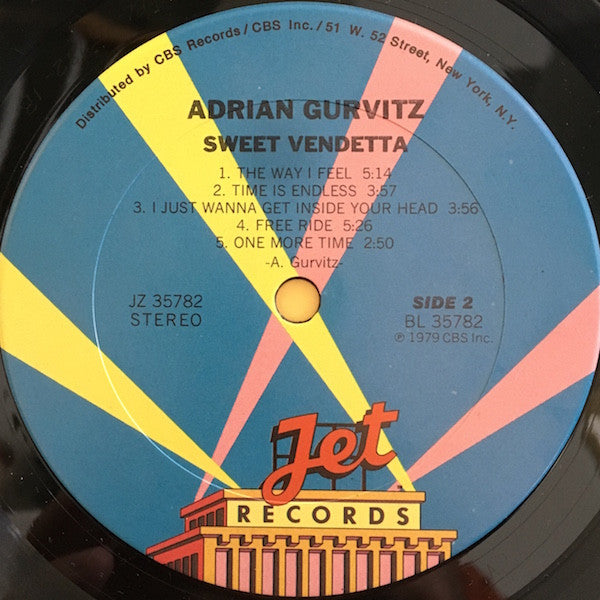 Distributed by CBS Records/CBS Inc./51 W. 52 Street, New York, N.Y.
ADRIAN GURVITZ
SWEET VENDETTA
1. THE WAY I FEEL 5:14
2. TIME IS ENDLESS 3:57
3. I JUST WANNA GET INSIDE YOUR HEAD 3:56
4. FREE RIDE 5:26
5. ONE MORE TIME 2:50
-A. Gurvitz-
JZ 35782
STEREO
SIDE 2
BL 35782
℗ 1979 CBS Inc.
Jet
RECORDS